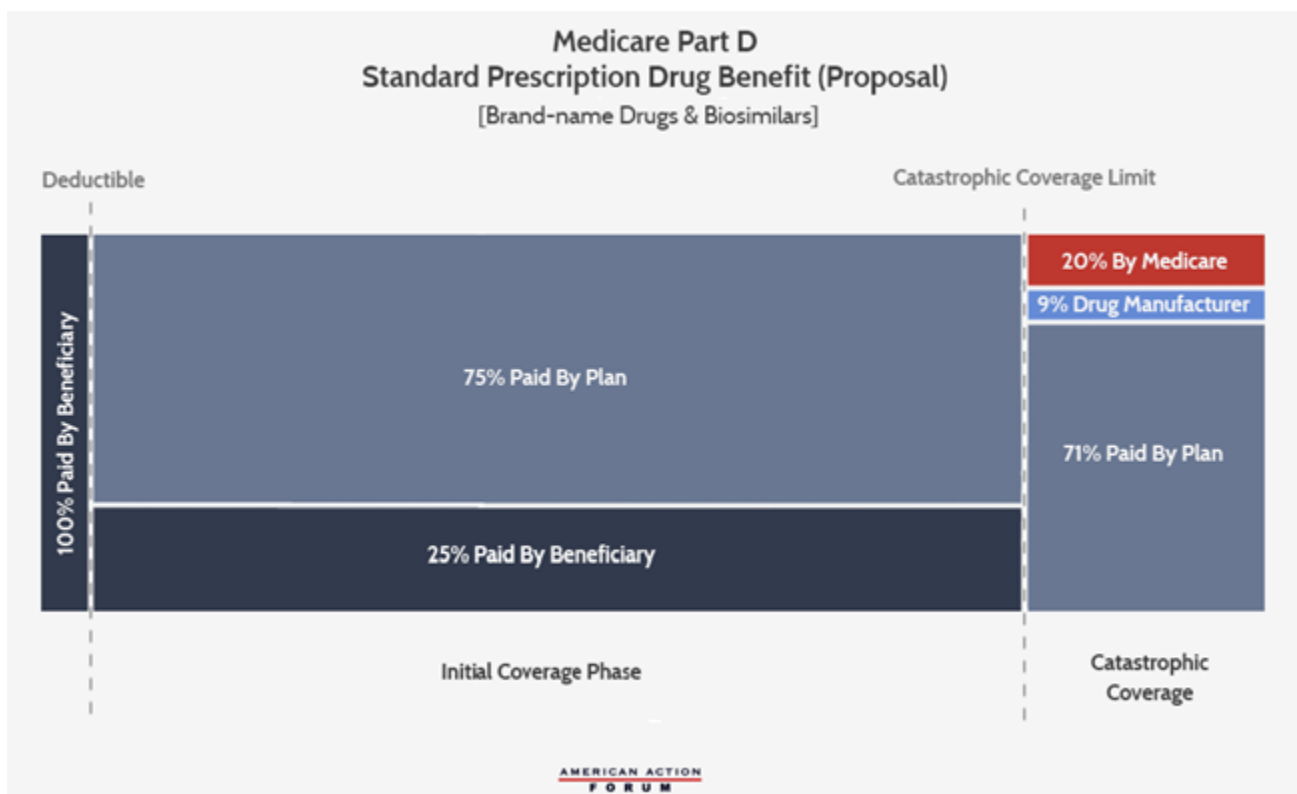 Medicare Part D
Standard Prescription Drug Benefit (Proposal)
[Brand-name Drugs & Biosimilars]
Deductible
Catastrophic Coverage Limit
100% Paid By Beneficiary
75% Paid By Plan
25% Paid By Beneficiary
20% By Medicare
9% Drug Manufacturer
71% Paid By Plan
Initial Coverage Phase
Catastrophic
Coverage
AMERICAN ACTION
FORUM